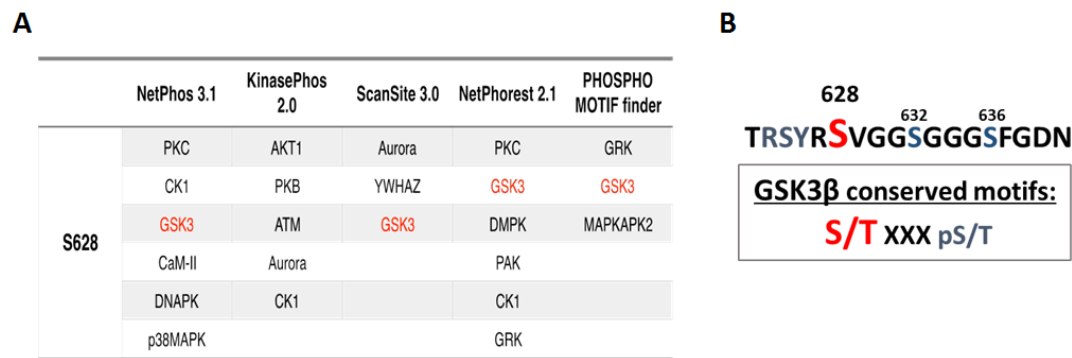 A
B
NetPhos 3.1 KinasePhos 2.0 ScanSite 3.0 NetPhorest 2.1 PHOSPHO MOTIF finder
S628
PKC AKT1 Aurora PKC GRK
CK1 PKB YWHAZ GSK3 GSK3
GSK3 ATM GSK3 DMPK MAPKAPK2
CaM-II Aurora PAK
DNAPK CK1 CK1
p38MAPK GRK
628
632 636
TRSYRSVGGSGGGSFGDN
GSK3β conserved motifs:
S/T XXX pS/T